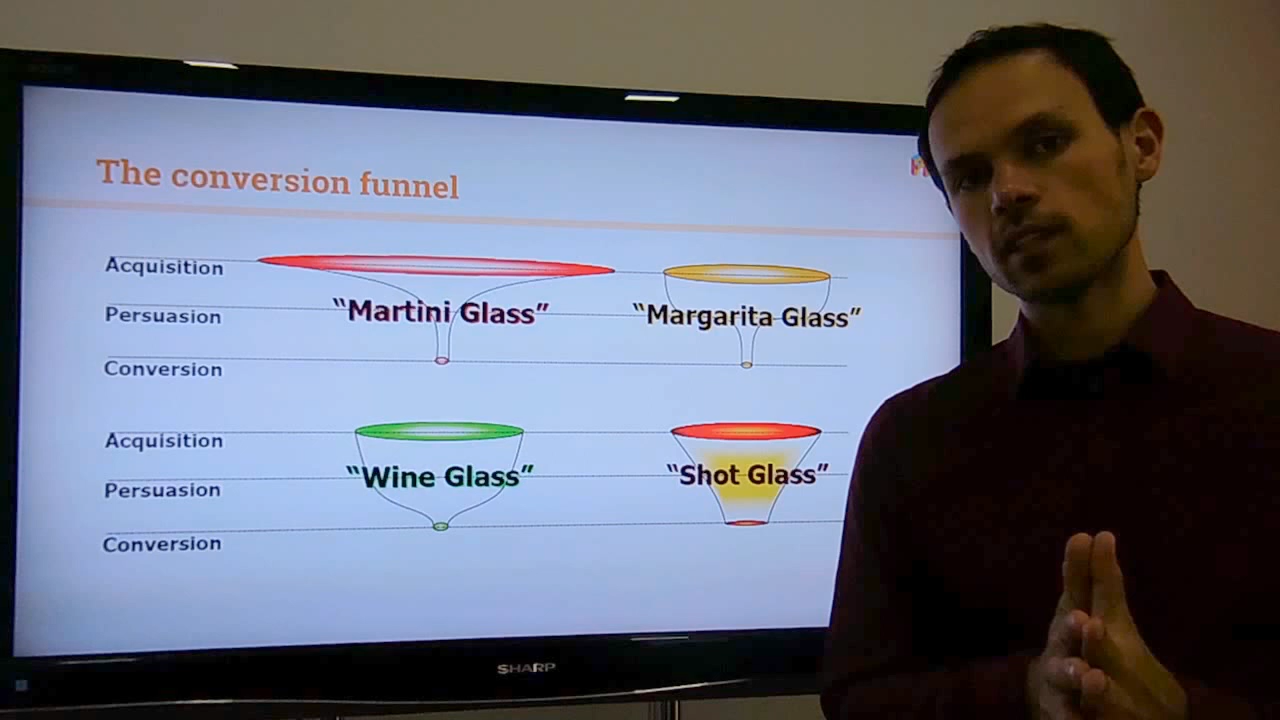 The conversion funnel
Acquisition
Persuasion
Conversion
“Martini Glass”
“Margarita Glass”
Acquisition
Persuasion
Conversion
“Wine Glass”
“Shot Glass”
SHARP